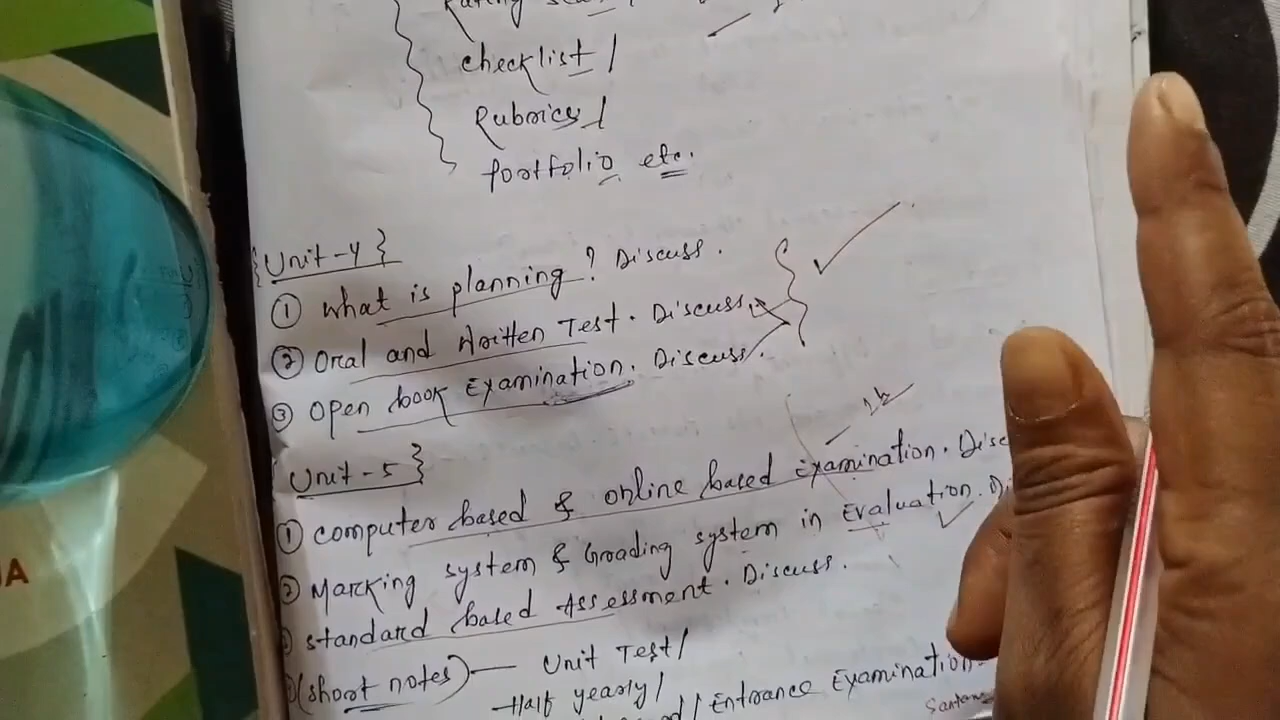 Rating
checklist /
Rubrics /
portfolio etc.
{Unit-4}
① What is planning? Discuss.
② Oral and Written Test. Discuss.
③ Open book Examination. Discuss.
Unit-5}
① computer based & online based Examination. Disc
② Marking system & Grading system in Evaluation. Di
standard based Assessment. Discuss.
(short notes) — Unit Test /
Half yearly /
/ Entrance Examination
A